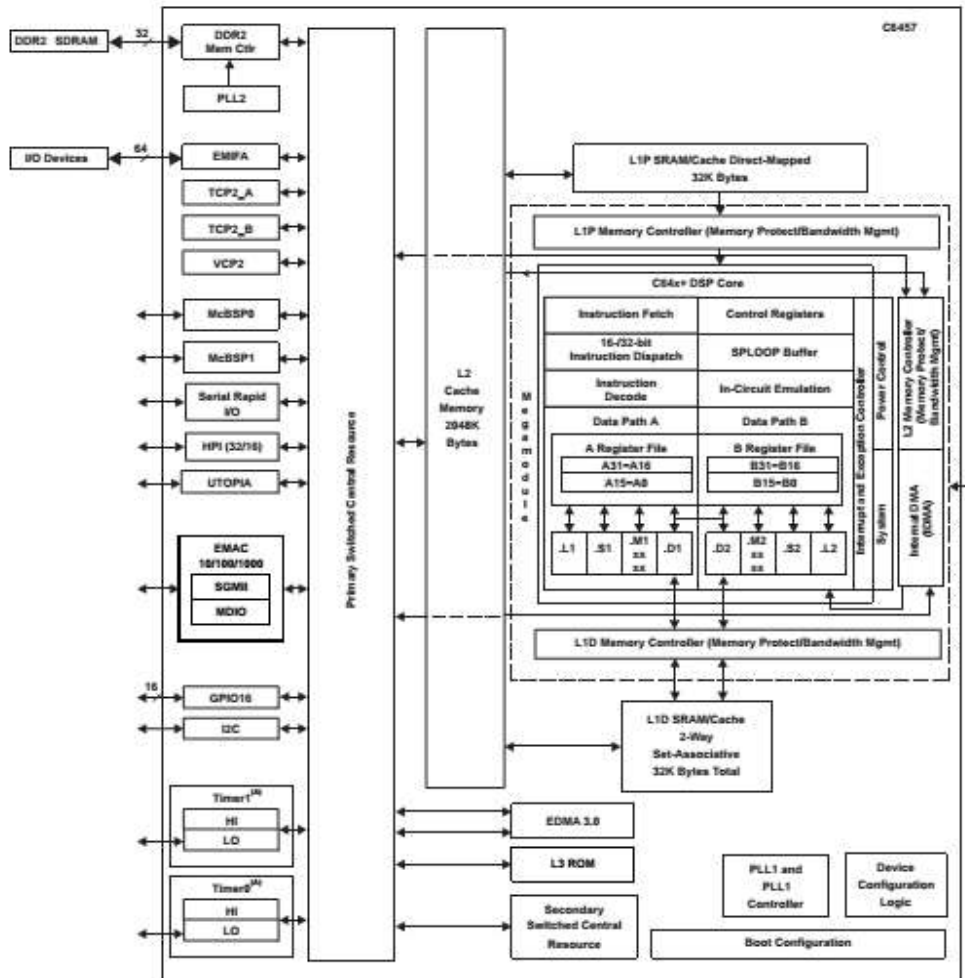 C6457
DDR2 SDRAM
32
DDR2
Mem Ctlr
PLL2
I/O Devices
64
EMIFA
TCP2_A
TCP2_B
VCP2
McBSP0
McBSP1
Serial Rapid
I/O
HPI (32/16)
UTOPIA
EMAC
10/100/1000
SGMII
MDIO
16
GPIO16
I2C
Timer1(A)
HI
LO
Timer0(A)
HI
LO
Primary Switched Central Resource
L2
Cache
Memory
2048K
Bytes
L1P SRAM/Cache Direct-Mapped
32K Bytes
L1P Memory Controller (Memory Protect/Bandwidth Mgmt)
Megamodule
C64x+ DSP Core
Instruction Fetch
Control Registers
16-/32-bit
Instruction Dispatch
SPLOOP Buffer
Instruction
Decode
In-Circuit Emulation
Data Path A
Data Path B
A Register File
B Register File
A31-A16
B31-B16
A15-A0
B15-B0
.L1
.S1
.M1
xx
xx
.D1
.D2
.M2
xx
xx
.S2
.L2
Interrupt and Exception Controller
Power Control
System
L2 Memory Controller
(Memory Protect/
Bandwidth Mgmt)
Internal DMA
(IDMA)
L1D Memory Controller (Memory Protect/Bandwidth Mgmt)
L1D SRAM/Cache
2-Way
Set-Associative
32K Bytes Total
EDMA 3.0
L3 ROM
Secondary
Switched Central
Resource
PLL1 and
PLL1
Controller
Device
Configuration
Logic
Boot Configuration